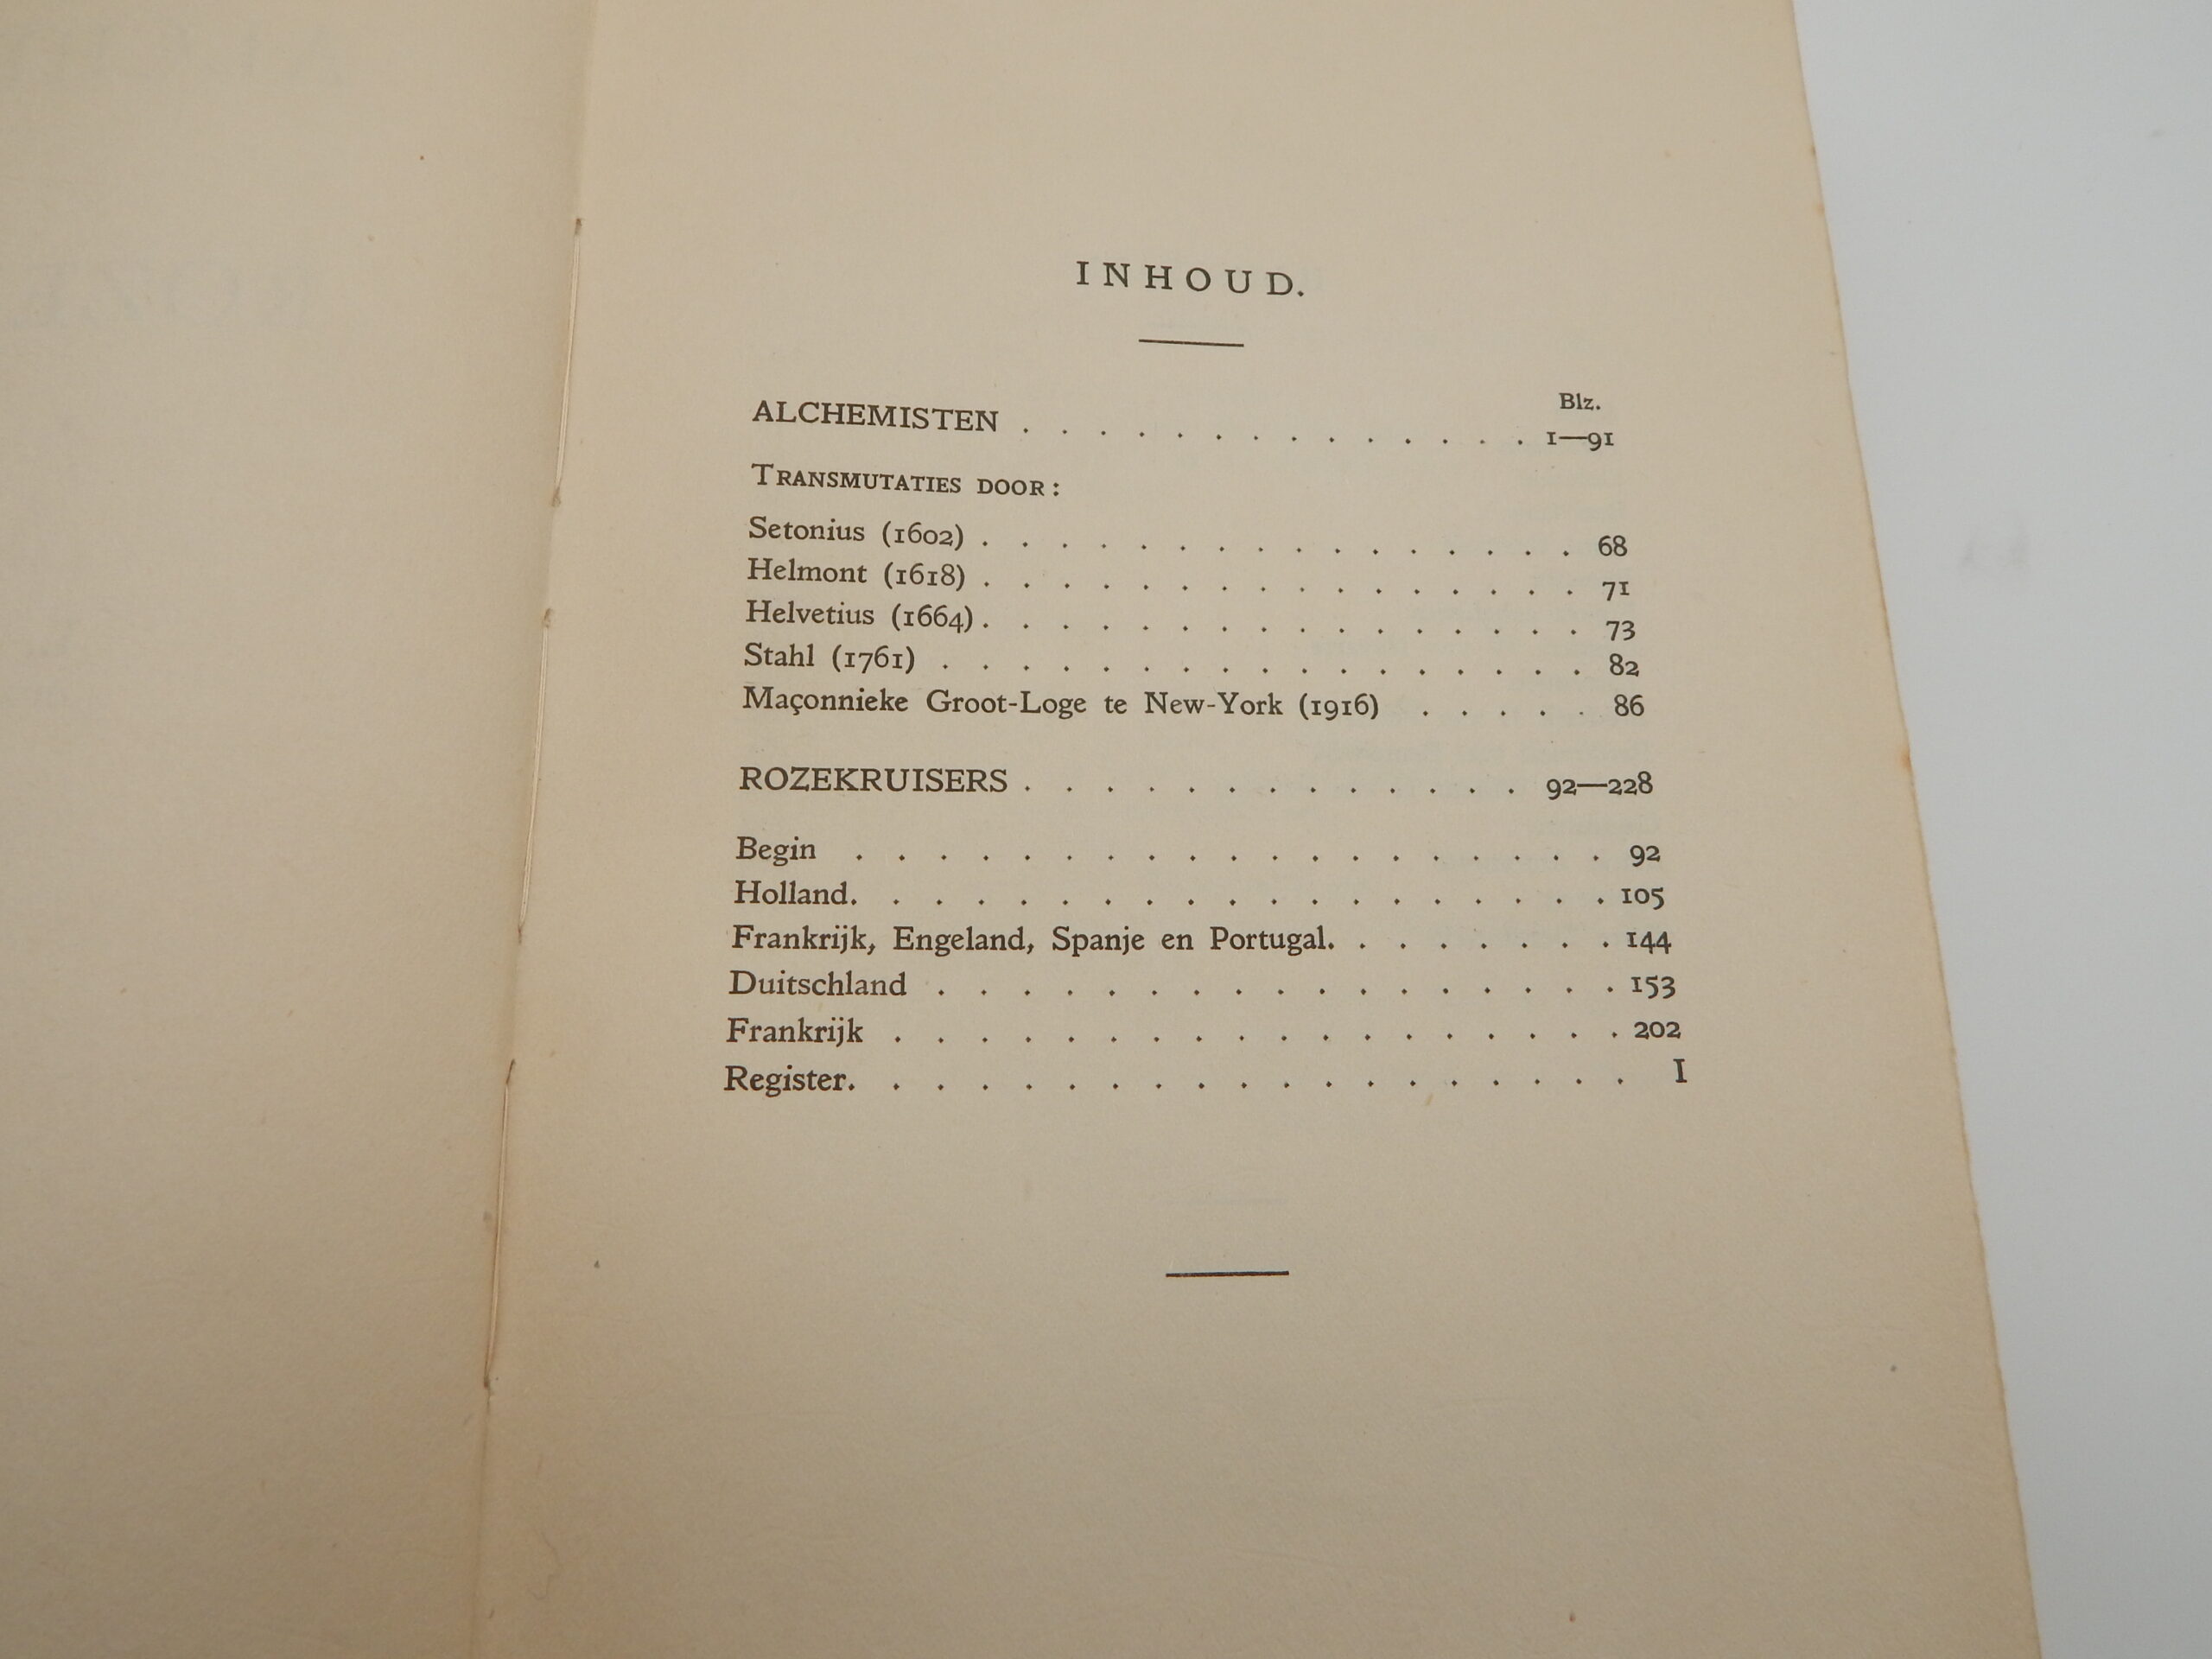 INHOUD.
Blz.
ALCHEMISTEN . . . . . . . . . . . . . . 1—91
TRANSMUTATIES DOOR:
Setonius (1602) . . . . . . . . . . . . . . . . 68
Helmont (1618) . . . . . . . . . . . . . . . . 71
Helvetius (1664) . . . . . . . . . . . . . . . . 73
Stahl (1761) . . . . . . . . . . . . . . . . . 82
Maçonnieke Groot-Loge te New-York (1916) . . . . . 86
ROZEKRUISERS . . . . . . . . . . . . . 92—228
Begin . . . . . . . . . . . . . . . . . . . 92
Holland. . . . . . . . . . . . . . . . . . . 105
Frankrijk, Engeland, Spanje en Portugal. . . . . . . . 144
Duitschland . . . . . . . . . . . . . . . . . 153
Frankrijk . . . . . . . . . . . . . . . . . . 202
Register. . . . . . . . . . . . . . . . . . . I